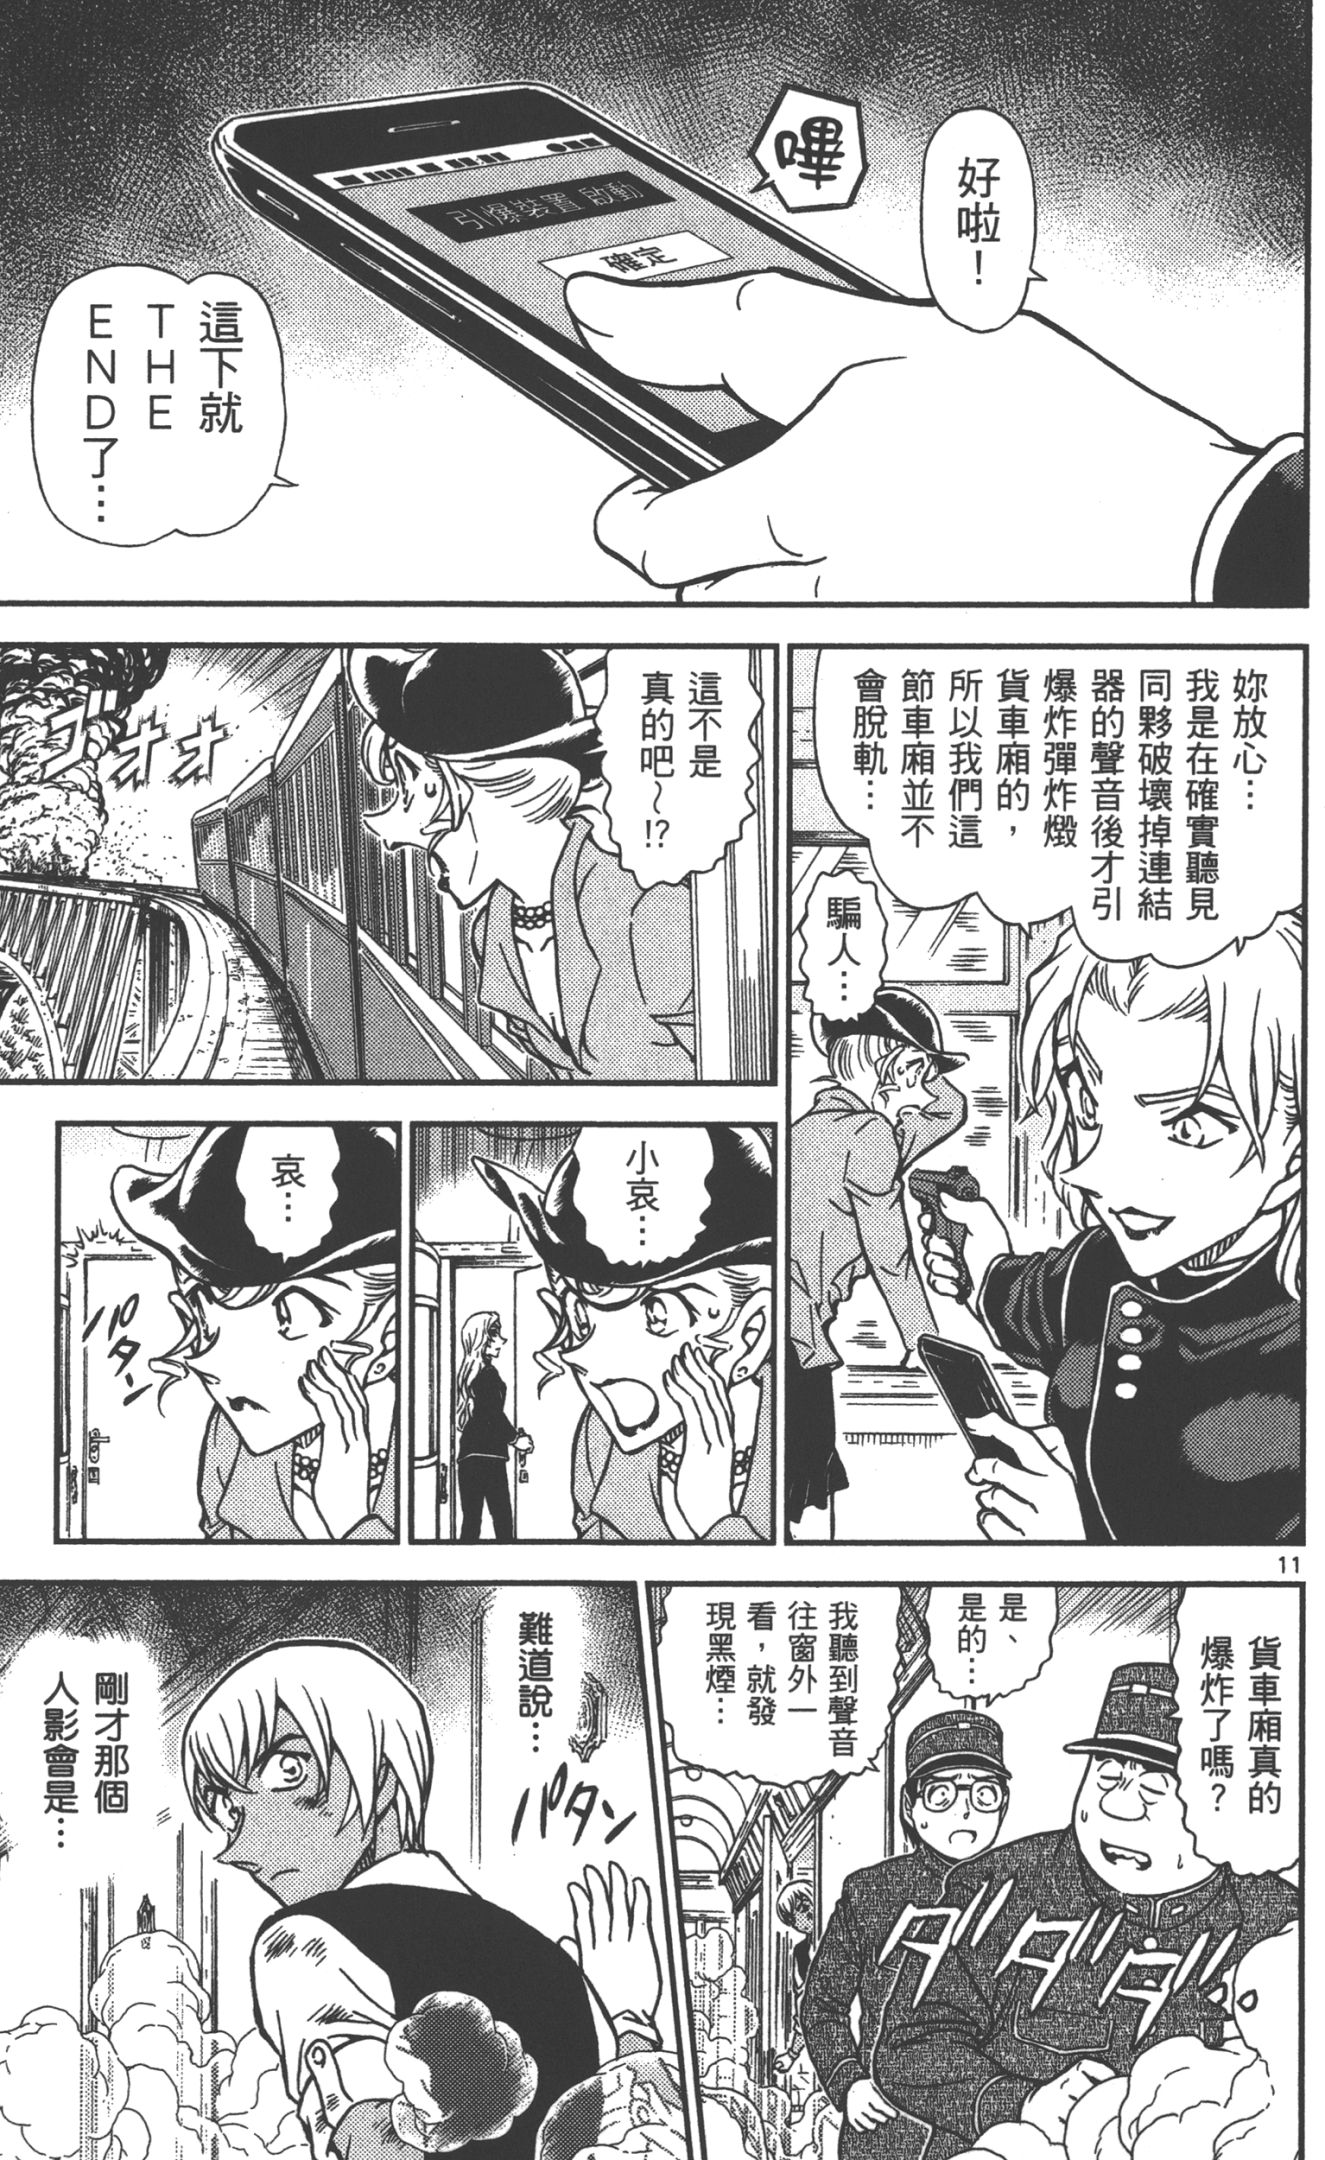 好啦！
嗶
引爆裝置 啟動
確定
這下就
THE
END了…
妳放心…
我是在確實聽見
同夥破壞掉連結
器的聲音後才引
爆炸彈炸燬
貨車廂的，
所以我們這
節車廂並不
會脫軌…
騙人…
這不是
真的吧～!?
ゴォオオ
小哀…
哀…
パタン
11
貨車廂真的
爆炸了嗎？
是、
是的…
我聽到聲音
往窗外一
看，就發
現黑煙…
ダダダ
難道說…
パタン
剛才那個
人影會是…